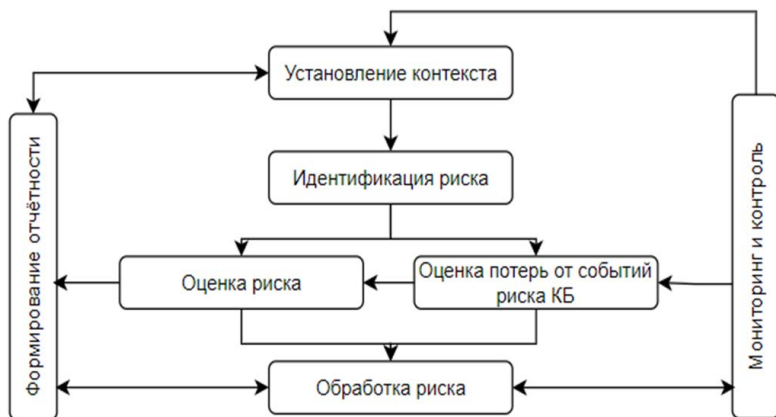 Установление контекста
Формирование отчётности
Мониторинг и контроль
Идентификация риска
Оценка риска
Оценка потерь от событий
риска КБ
Обработка риска